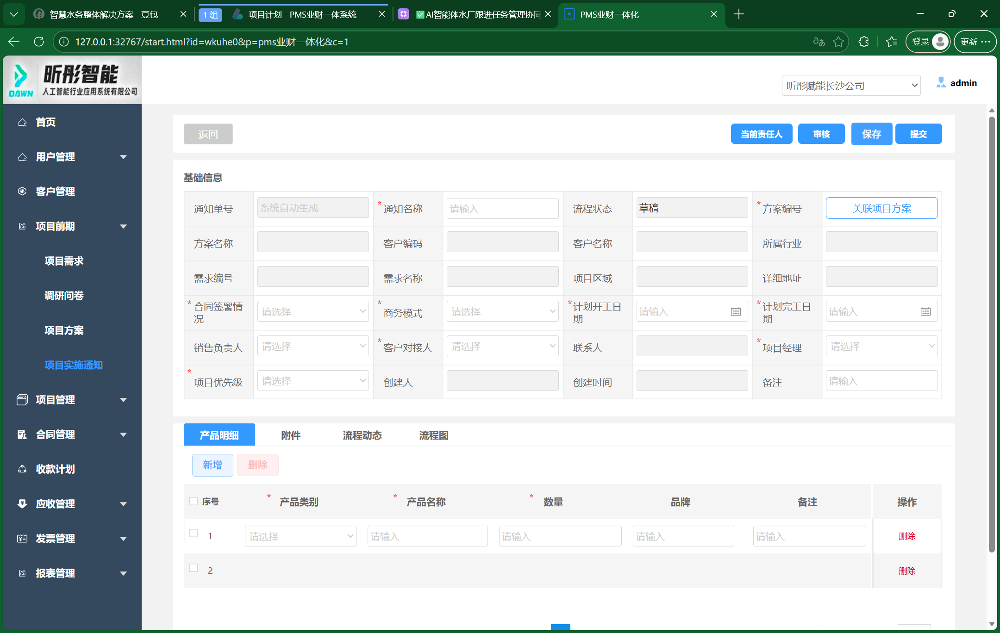 智慧水务整体解决方案 - 豆包
1 组
项目计划 - PMS业财一体系统
✅AI智能体水厂跟进任务管理协同
PMS业财一体化
127.0.0.1:32767/start.html?id=wkuhe0&p=pms业财一体化&c=1
登录
更新
昕彤智能
DAWN 人工智能行业应用系统有限公司
昕彤赋能长沙公司
admin
首页
用户管理
客户管理
项目前期
项目需求
调研问卷
项目方案
项目实施通知
项目管理
合同管理
收款计划
应收管理
发票管理
报表管理
返回
当前责任人 审核 保存 提交
基础信息
通知单号 系统自动生成 *通知名称 请输入 流程状态 草稿 *方案编号 关联项目方案
方案名称 客户编码 客户名称 所属行业
需求编号 需求名称 项目区域 详细地址
*合同签署情况 请选择 *商务模式 请选择 *计划开工日期 请输入 *计划完工日期 请输入
销售负责人 请选择 *客户对接人 请选择 联系人 *项目经理 请选择
*项目优先级 请选择 创建人 创建时间 备注 请输入
产品明细 附件 流程动态 流程图
新增 删除
序号 *产品类别 *产品名称 *数量 品牌 备注 操作
1 请选择 请输入 请输入 请输入 请输入 删除
2 删除